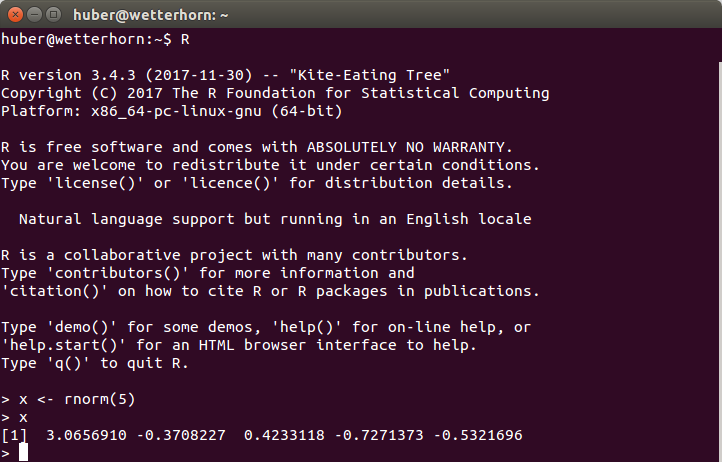 huber@wetterhorn: ~
huber@wetterhorn:~$ R
R version 3.4.3 (2017-11-30) -- "Kite-Eating Tree"
Copyright (C) 2017 The R Foundation for Statistical Computing
Platform: x86_64-pc-linux-gnu (64-bit)
R is free software and comes with ABSOLUTELY NO WARRANTY.
You are welcome to redistribute it under certain conditions.
Type 'license()' or 'licence()' for distribution details.
  Natural language support but running in an English locale
R is a collaborative project with many contributors.
Type 'contributors()' for more information and
'citation()' on how to cite R or R packages in publications.
Type 'demo()' for some demos, 'help()' for on-line help, or
'help.start()' for an HTML browser interface to help.
Type 'q()' to quit R.
> x <- rnorm(5)
> x
[1]  3.0656910 -0.3708227  0.4233118 -0.7271373 -0.5321696
>